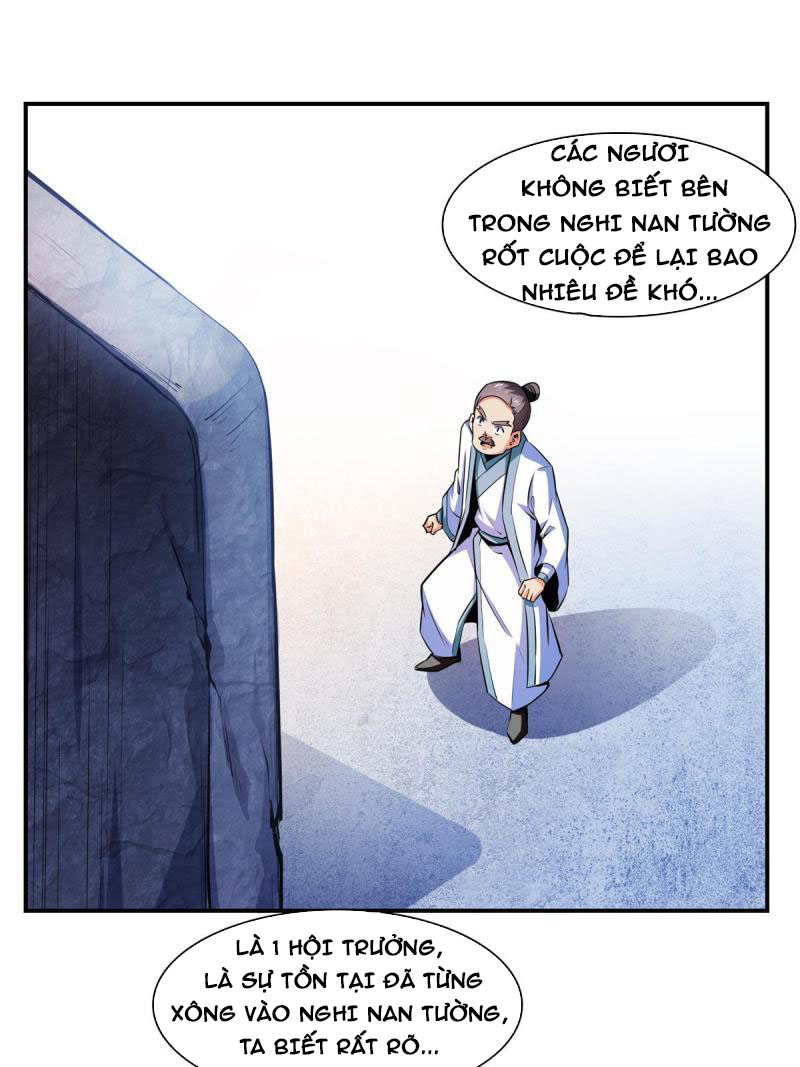 CÁC NGƯƠI
KHÔNG BIẾT BÊN
TRONG NGHI NAN TƯỜNG
RỐT CUỘC ĐỂ LẠI BAO
NHIÊU ĐỀ KHÓ...
LÀ 1 HỘI TRƯỞNG,
LÀ SỰ TỒN TẠI ĐÃ TỪNG
XÔNG VÀO NGHI NAN TƯỜNG,
TA BIẾT RẤT RÕ...